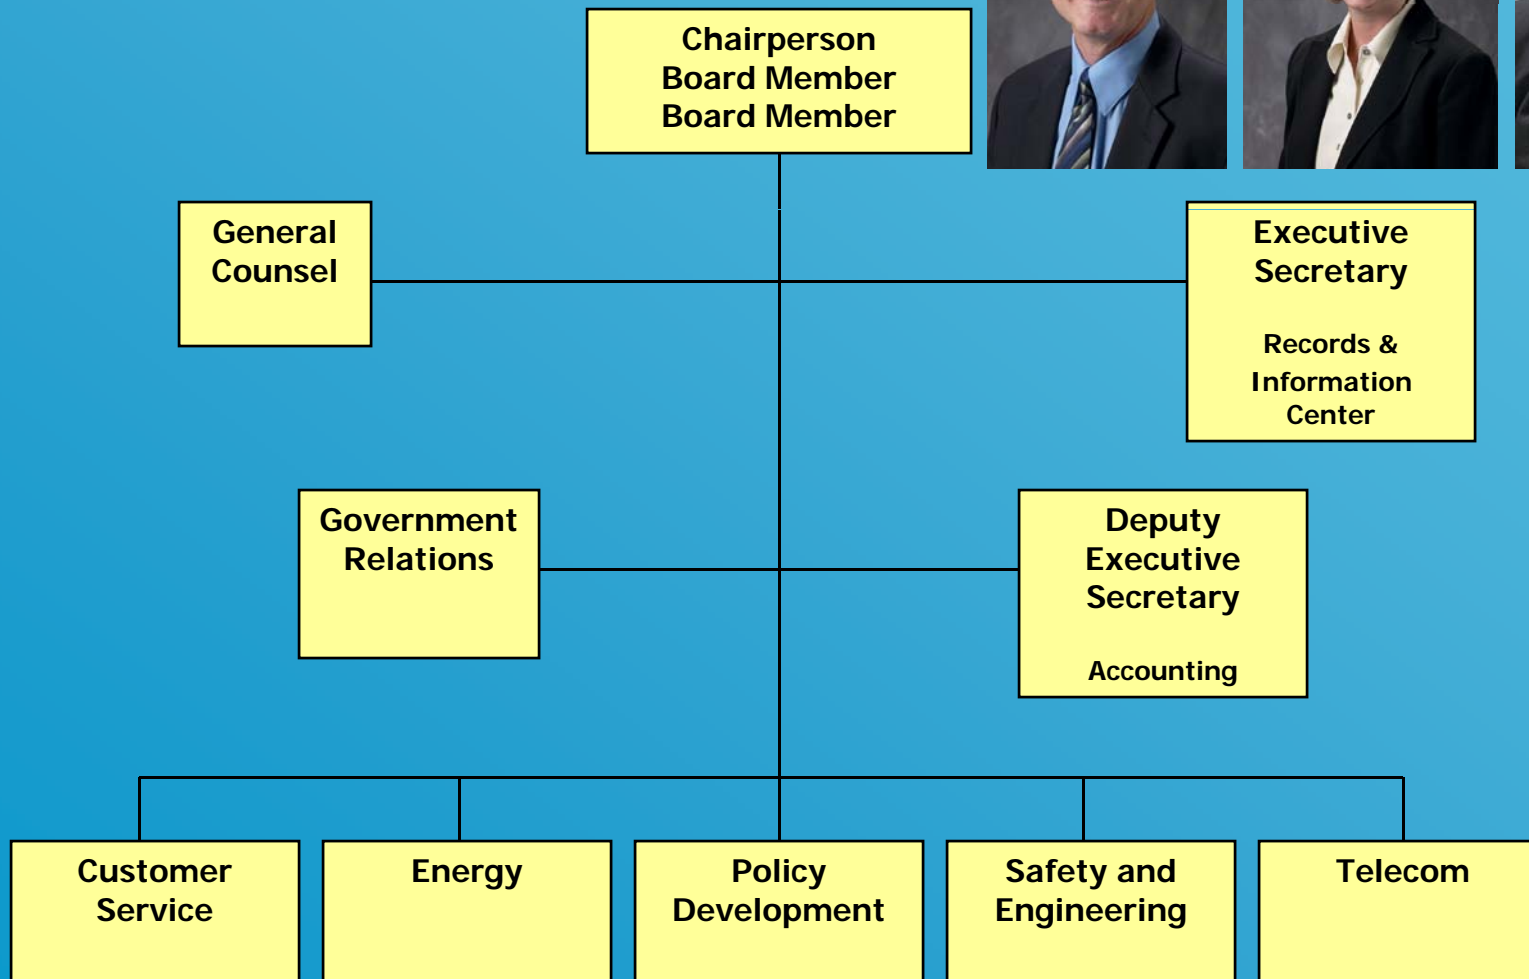 Chairperson
Board Member
Board Member
General
Counsel
Executive
Secretary
Records &
Information
Center
Government
Relations
Deputy
Executive
Secretary
Accounting
Customer
Service
Energy
Policy
Development
Safety and
Engineering
Telecom